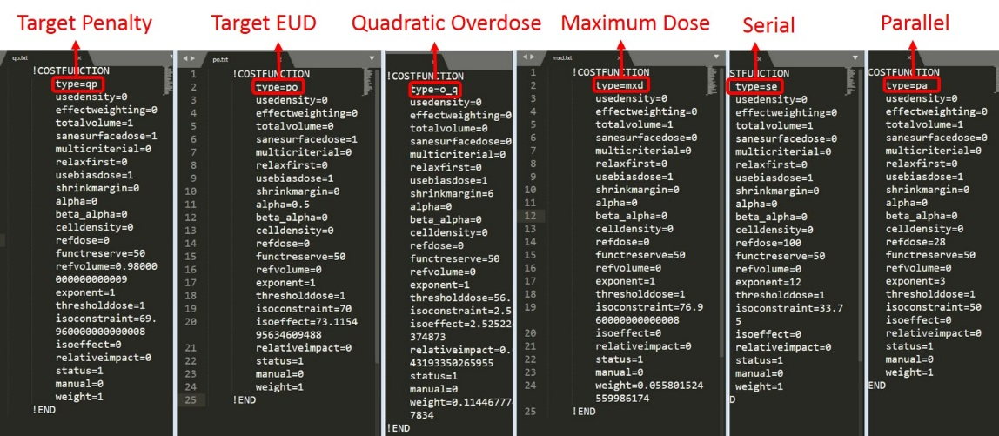 Target Penalty
Target EUD
Quadratic Overdose
Maximum Dose
Serial
Parallel
qp.txt
!COSTFUNCTION
type=qp
usedensity=0
effectweighting=0
totalvolume=1
sanesurfacedose=1
multicriterial=0
relaxfirst=0
usebiasdose=1
shrinkmargin=0
alpha=0
beta_alpha=0
celldensity=0
refdose=0
functreserve=50
refvolume=0.98000
000000000009
exponent=1
thresholddose=1
isoconstraint=69.
960000000000008
isoeffect=0
relativeimpact=0
status=1
manual=0
weight=1
!END
po.txt
1 !COSTFUNCTION
2 type=po
3 usedensity=0
4 effectweighting=0
5 totalvolume=0
6 sanesurfacedose=1
7 multicriterial=0
8 relaxfirst=0
9 usebiasdose=1
10 shrinkmargin=0
11 alpha=0.5
12 beta_alpha=0
13 celldensity=0
14 refdose=0
15 functreserve=50
16 refvolume=0
17 exponent=1
18 thresholddose=1
19 isoconstraint=70
20 isoeffect=73.1154
95634609488
21 relativeimpact=0
22 status=1
23 manual=0
24 weight=1
25 !END
!COSTFUNCTION
type=o_q
usedensity=0
effectweighting=0
totalvolume=0
sanesurfacedose=0
multicriterial=0
relaxfirst=0
usebiasdose=1
shrinkmargin=6
alpha=0
beta_alpha=0
celldensity=0
refdose=0
functreserve=50
refvolume=0
exponent=1
thresholddose=56.
isoconstraint=2.5
isoeffect=2.52522
374873
relativeimpact=0.
43193350265955
status=1
manual=0
weight=0.1144677
7834
!END
mxd.txt
1 !COSTFUNCTION
2 type=mxd
3 usedensity=0
4 effectweighting=0
5 totalvolume=1
6 sanesurfacedose=0
7 multicriterial=0
8 relaxfirst=0
9 usebiasdose=1
10 shrinkmargin=0
11 alpha=0
12 beta_alpha=0
13 celldensity=0
14 refdose=0
15 functreserve=50
16 refvolume=0
17 exponent=1
18 thresholddose=1
19 isoconstraint=76.9
60000000000008
20 isoeffect=0
21 relativeimpact=0
22 status=1
23 manual=0
24 weight=0.055801524
559986174
25 !END
STFUNCTION
type=se
usedensity=0
effectweighting=0
totalvolume=1
sanesurfacedose=0
multicriterial=0
relaxfirst=0
usebiasdose=1
shrinkmargin=0
alpha=0
beta_alpha=0
celldensity=0
refdose=100
functreserve=50
refvolume=0
exponent=12
thresholddose=1
isoconstraint=33.7
5
isoeffect=0
relativeimpact=0
status=1
manual=0
weight=1
D
OSTFUNCTION
type=pa
usedensity=0
effectweighting=0
totalvolume=1
sanesurfacedose=0
multicriterial=0
relaxfirst=0
usebiasdose=1
shrinkmargin=0
alpha=0
beta_alpha=0
celldensity=0
refdose=28
functreserve=50
refvolume=0
exponent=3
thresholddose=1
isoconstraint=50
isoeffect=0
relativeimpact=0
status=1
manual=0
weight=1
END